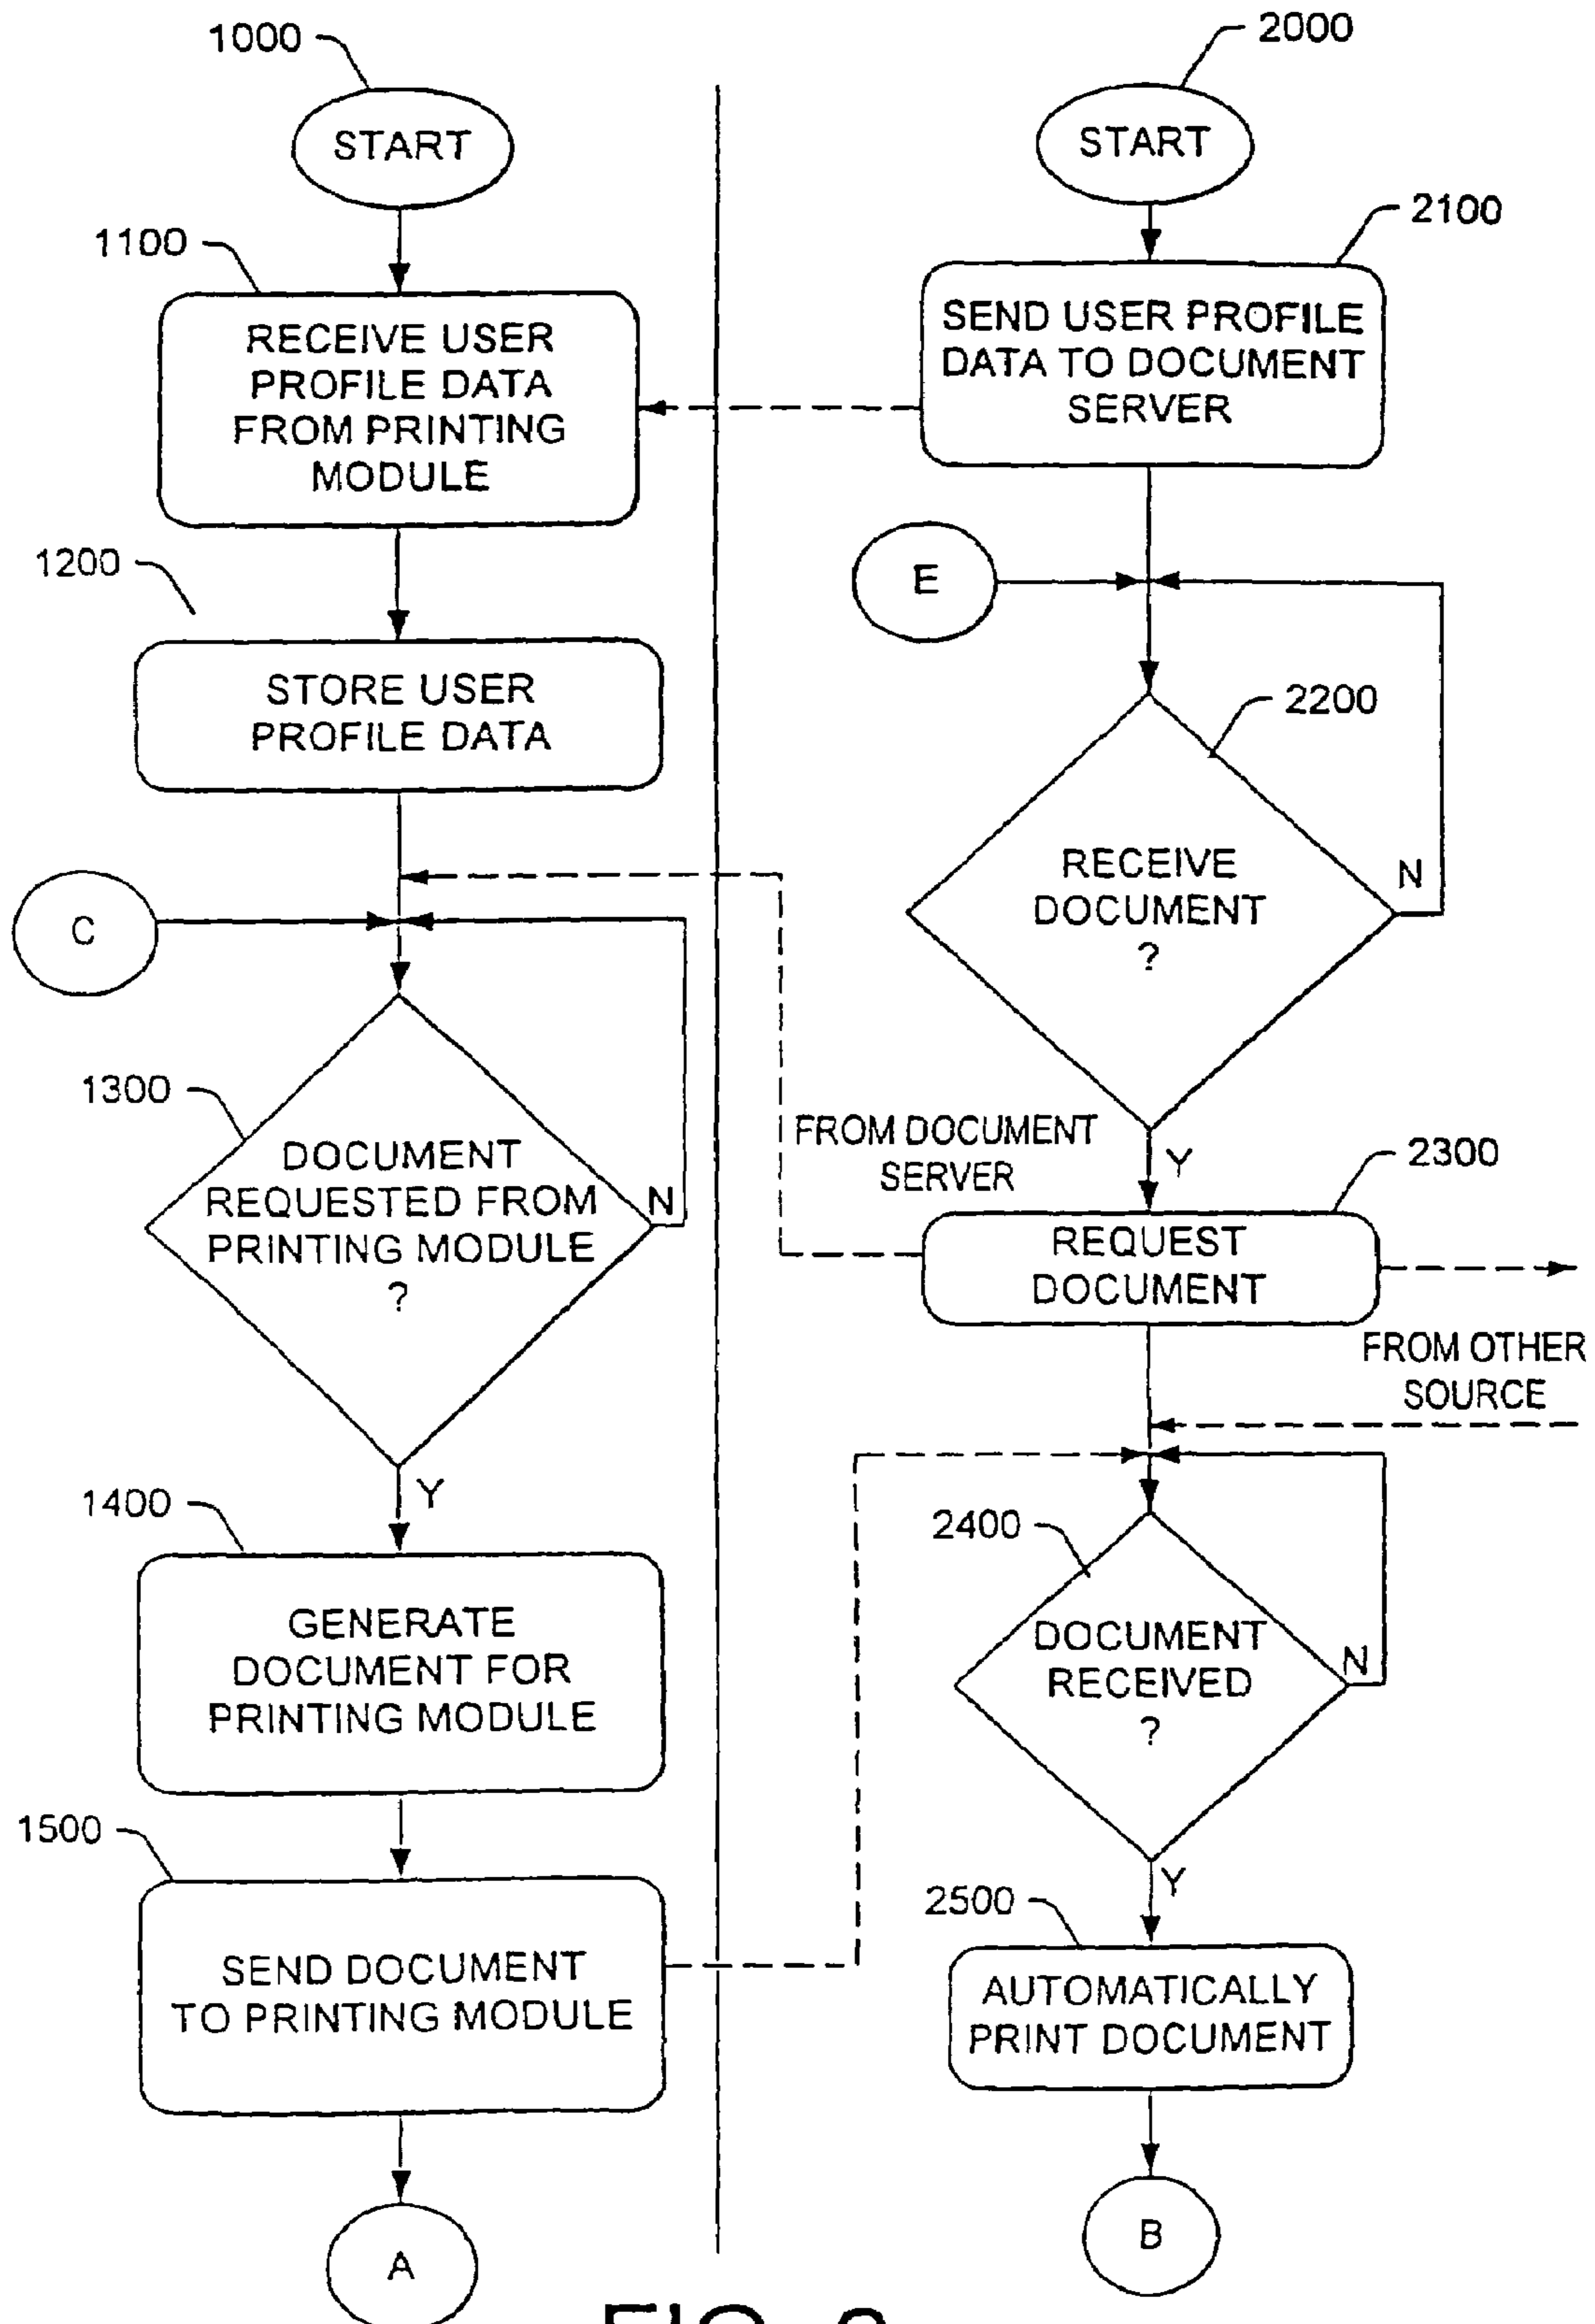 1000
START
1100
RECEIVE USER
PROFILE DATA
FROM PRINTING
MODULE
1200
STORE USER
PROFILE DATA
C
1300
DOCUMENT
REQUESTED FROM
PRINTING MODULE
?
N
Y
1400
GENERATE
DOCUMENT FOR
PRINTING MODULE
1500
SEND DOCUMENT
TO PRINTING MODULE
A
2000
START
2100
SEND USER PROFILE
DATA TO DOCUMENT
SERVER
E
2200
RECEIVE
DOCUMENT
?
N
Y
FROM DOCUMENT
SERVER
2300
REQUEST
DOCUMENT
FROM OTHER
SOURCE
2400
DOCUMENT
RECEIVED
?
N
Y
2500
AUTOMATICALLY
PRINT DOCUMENT
B
FIG.